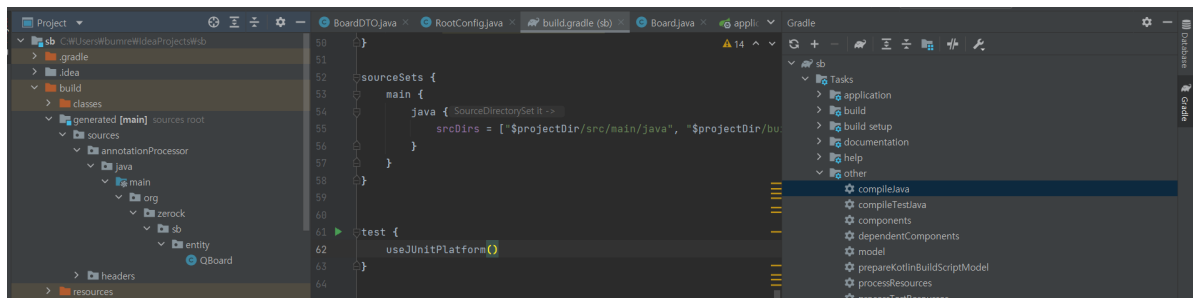 Project
sb C:₩Users₩bumre₩IdeaProjects₩sb
.gradle
.idea
build
classes
generated [main] sources root
sources
annotationProcessor
java
main
org
zerock
sb
entity
QBoard
headers
resources
BoardDTO.java
RootConfig.java
build.gradle (sb)
Board.java
appli
14
50 }
51
52 sourceSets {
53 main {
54 java { SourceDirectorySet it ->
55 srcDirs = ["$projectDir/src/main/java", "$projectDir/bu
56 }
57 }
58 }
59
60
61 test {
62 useJUnitPlatform()
63 }
64
Gradle
sb
Tasks
application
build
build setup
documentation
help
other
compileJava
compileTestJava
components
dependentComponents
model
prepareKotlinBuildScriptModel
processResources
processTestResources
Database
Gradle